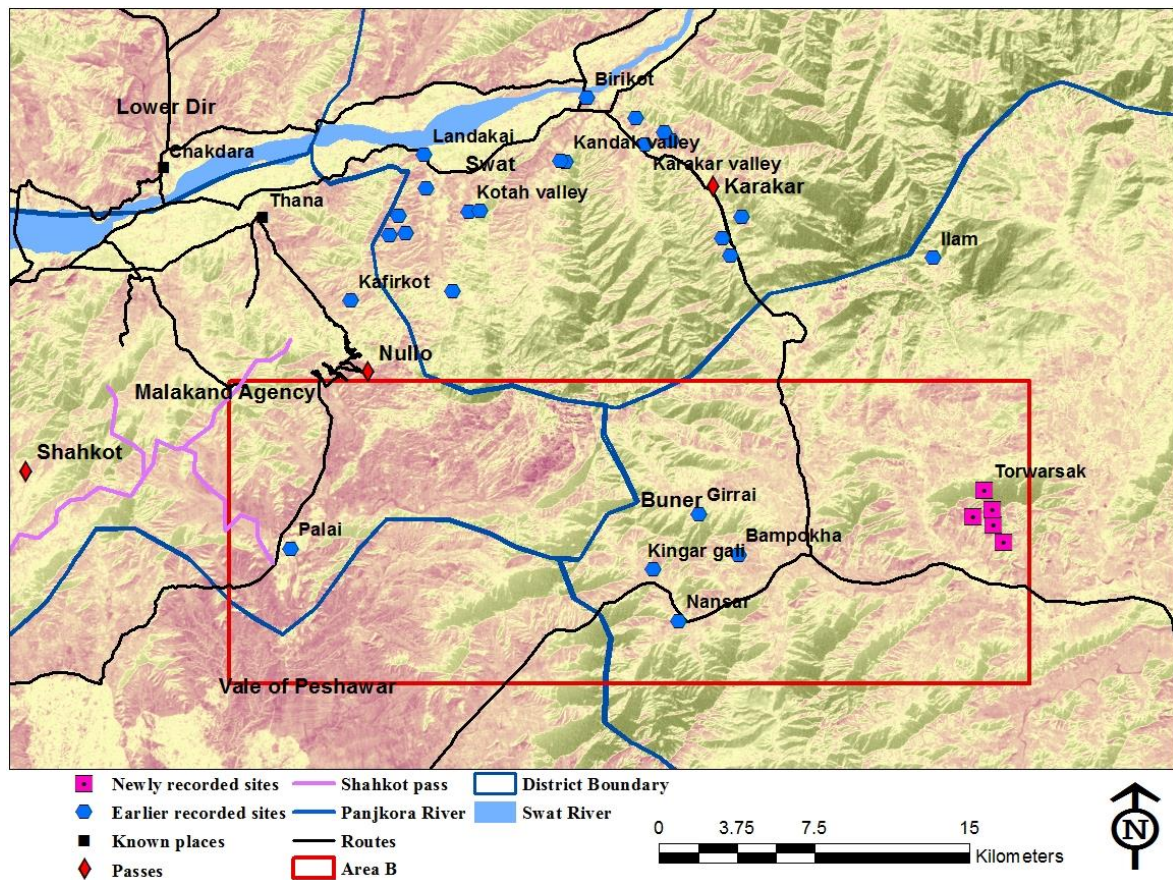 Birikot
Lower Dir
Landakai
Chakdara
Swat
Kandak valley
Karakar valley
Karakar
Kotah valley
Thana
Ilam
Kafirkot
Nullo
Malakand Agency
Shahkot
Torwarsak
Buner
Girrai
Palai
Kingar gali
Bampokha
Nansar
Vale of Peshawar
Newly recorded sites
Shahkot pass
District Boundary
Earlier recorded sites
Panjkora River
Swat River
Known places
Routes
Passes
Area B
0 3.75 7.5 15
Kilometers
N